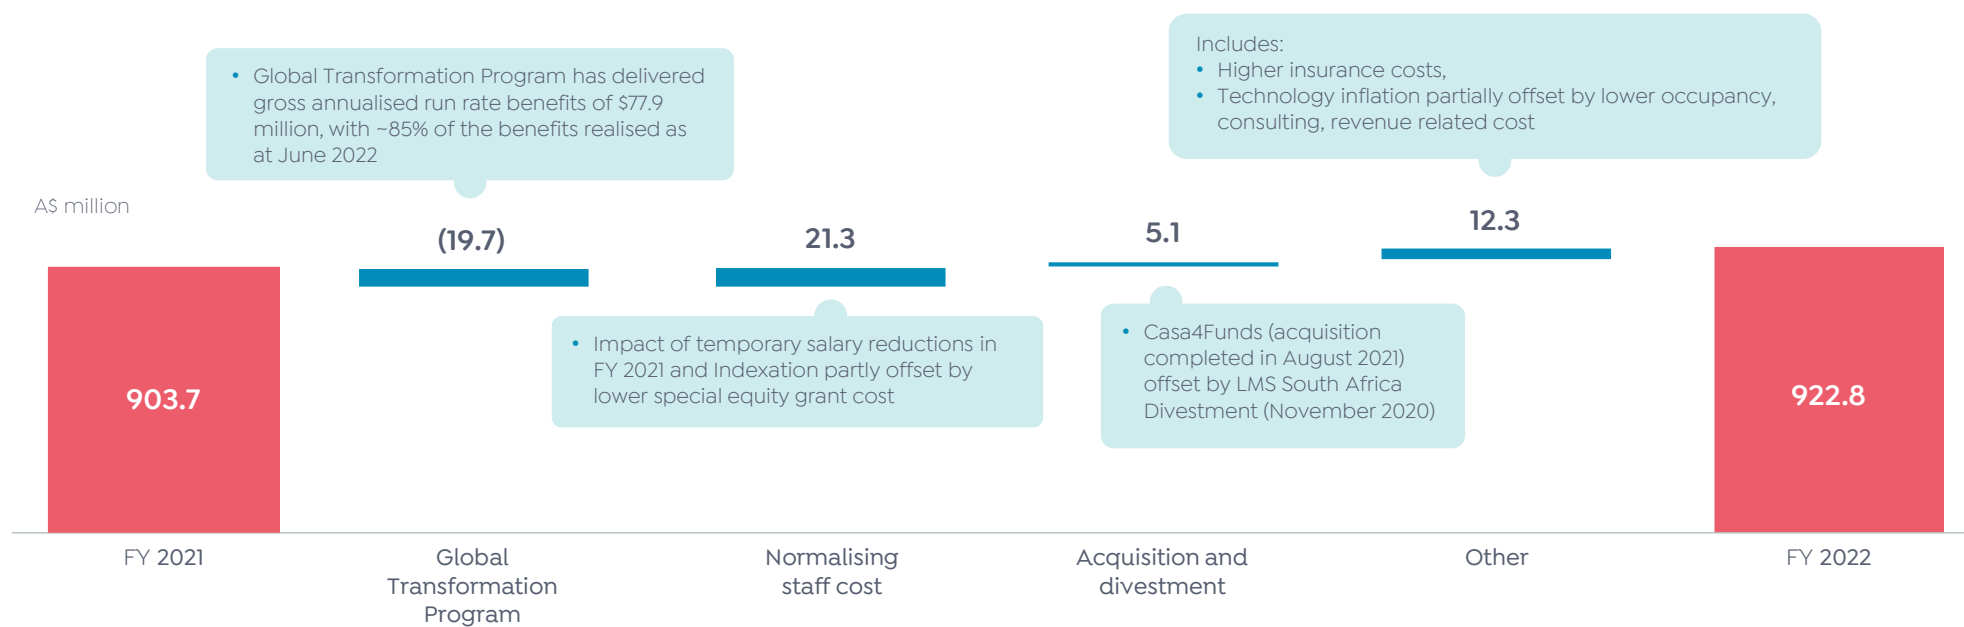 • Global Transformation Program has delivered
gross annualised run rate benefits of $77.9
million, with ~85% of the benefits realised as
at June 2022
Includes:
• Higher insurance costs,
• Technology inflation partially offset by lower occupancy,
consulting, revenue related cost
A$ million
(19.7)
21.3
5.1
12.3
• Impact of temporary salary reductions in
FY 2021 and Indexation partly offset by
lower special equity grant cost
• Casa4Funds (acquisition
completed in August 2021)
offset by LMS South Africa
Divestment (November 2020)
903.7
922.8
FY 2021
Global
Transformation
Program
Normalising
staff cost
Acquisition and
divestment
Other
FY 2022